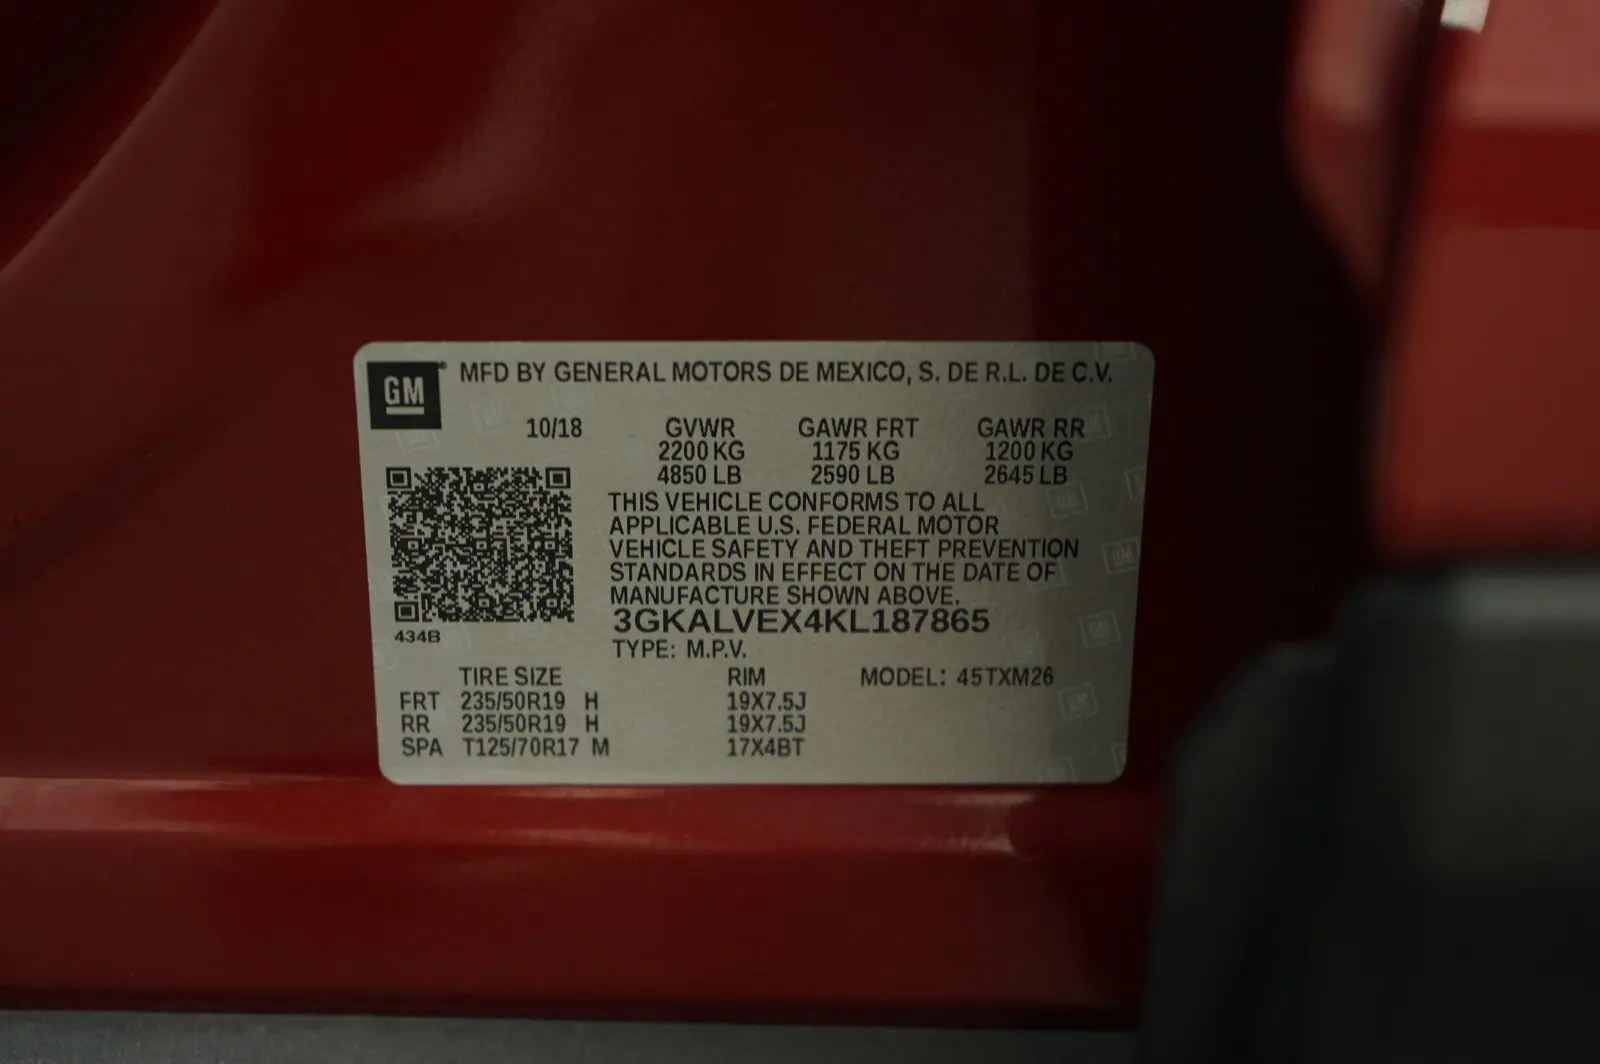 GM MFD BY GENERAL MOTORS DE MEXICO, S. DE R.L. DE C.V.
10/18 GVWR GAWR FRT GAWR RR
2200 KG 1175 KG 1200 KG
4850 LB 2590 LB 2645 LB
THIS VEHICLE CONFORMS TO ALL
APPLICABLE U.S. FEDERAL MOTOR
VEHICLE SAFETY AND THEFT PREVENTION
STANDARDS IN EFFECT ON THE DATE OF
MANUFACTURE SHOWN ABOVE.
3GKALVEX4KL187865
434B
TYPE: M.P.V.
TIRE SIZE RIM MODEL: 45TXM26
FRT 235/50R19 H 19X7.5J
RR 235/50R19 H 19X7.5J
SPA T125/70R17 M 17X4BT